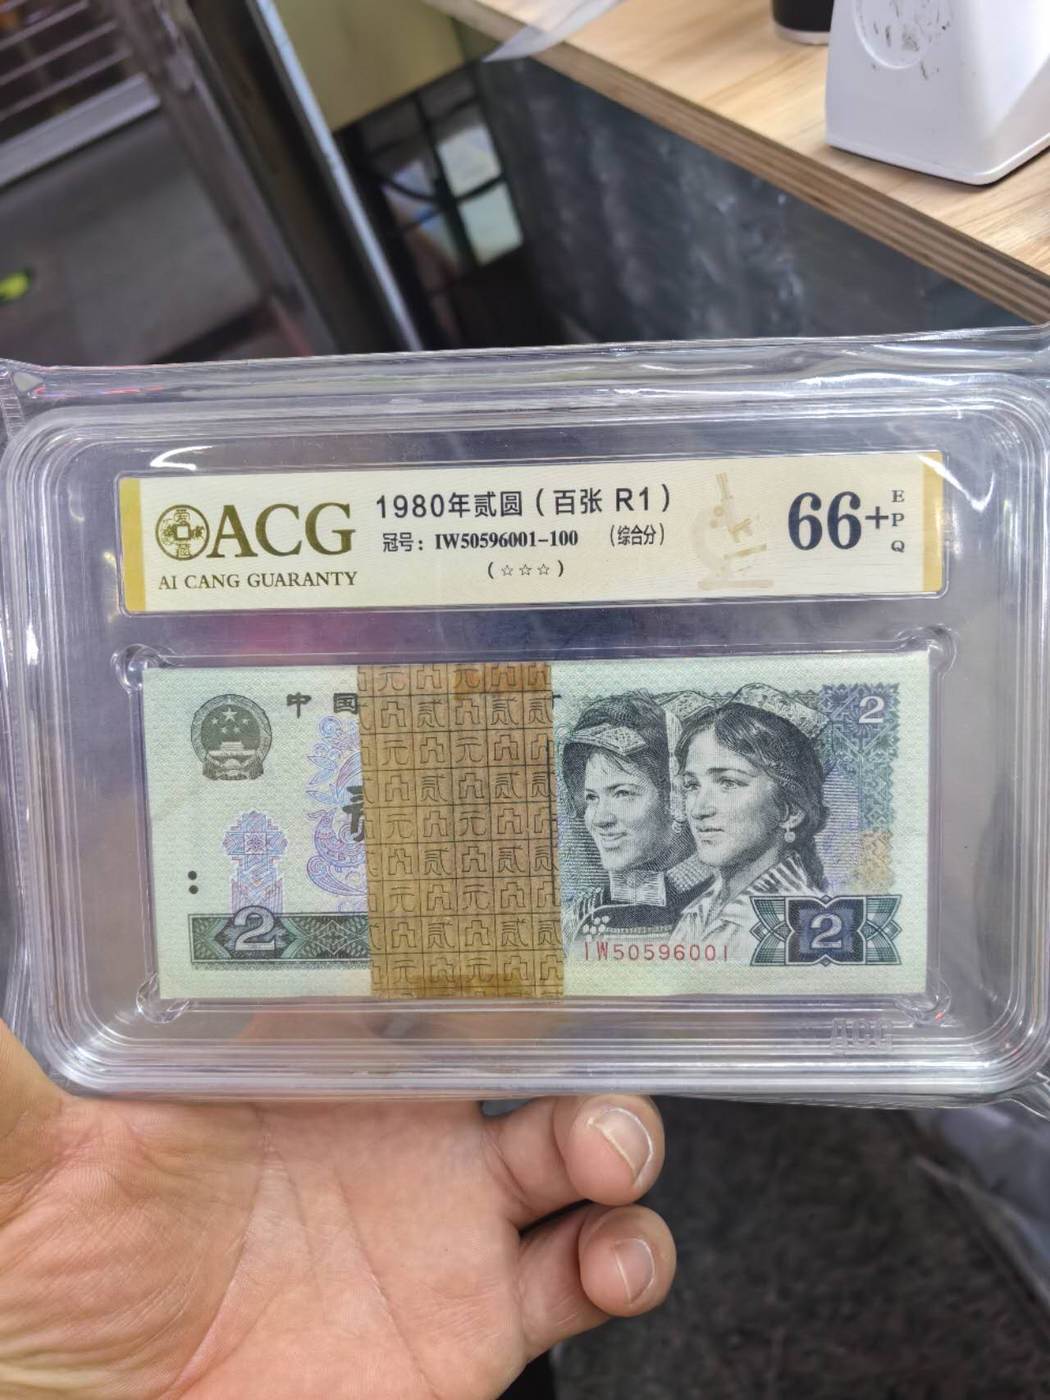 ACG
AI CANG GUARANTY
1980年贰圆（百张 R1）
冠号：IW50596001-100 （综合分）
（☆☆☆）
66+
EPQ
中国
2
2
2
IW50596001